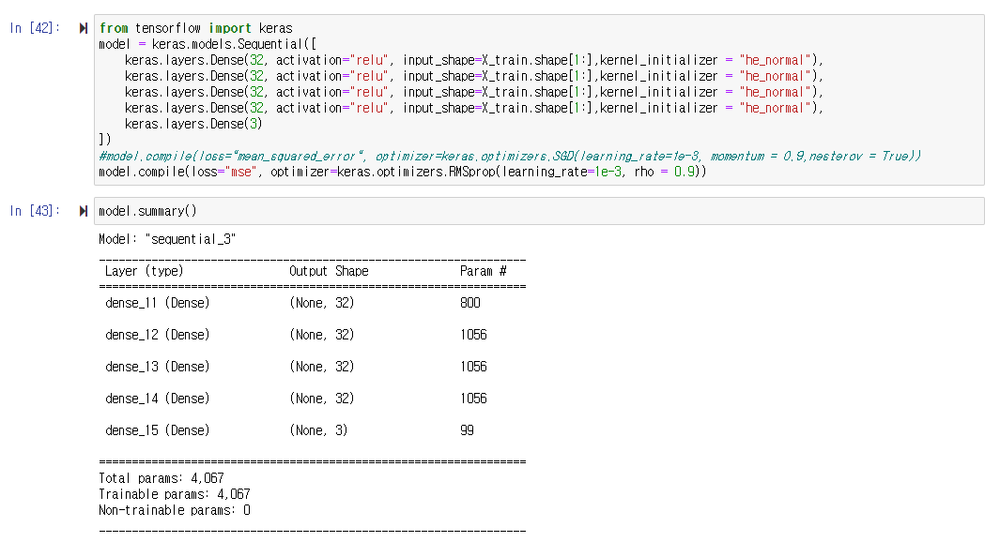 In [42]:
from tensorflow import keras
model = keras.models.Sequential([
    keras.layers.Dense(32, activation="relu", input_shape=X_train.shape[1:],kernel_initializer = "he_normal"),
    keras.layers.Dense(32, activation="relu", input_shape=X_train.shape[1:],kernel_initializer = "he_normal"),
    keras.layers.Dense(32, activation="relu", input_shape=X_train.shape[1:],kernel_initializer = "he_normal"),
    keras.layers.Dense(32, activation="relu", input_shape=X_train.shape[1:],kernel_initializer = "he_normal"),
    keras.layers.Dense(3)
])
#model.compile(loss="mean_squared_error", optimizer=keras.optimizers.SGD(learning_rate=1e-3, momentum = 0.9,nesterov = True))
model.compile(loss="mse", optimizer=keras.optimizers.RMSprop(learning_rate=1e-3, rho = 0.9))
In [43]:
model.summary()
Model: "sequential_3"
_________________________________________________________________
Layer (type)                Output Shape              Param #
=================================================================
dense_11 (Dense)            (None, 32)                800
dense_12 (Dense)            (None, 32)                1056
dense_13 (Dense)            (None, 32)                1056
dense_14 (Dense)            (None, 32)                1056
dense_15 (Dense)            (None, 3)                 99
=================================================================
Total params: 4,067
Trainable params: 4,067
Non-trainable params: 0
_________________________________________________________________